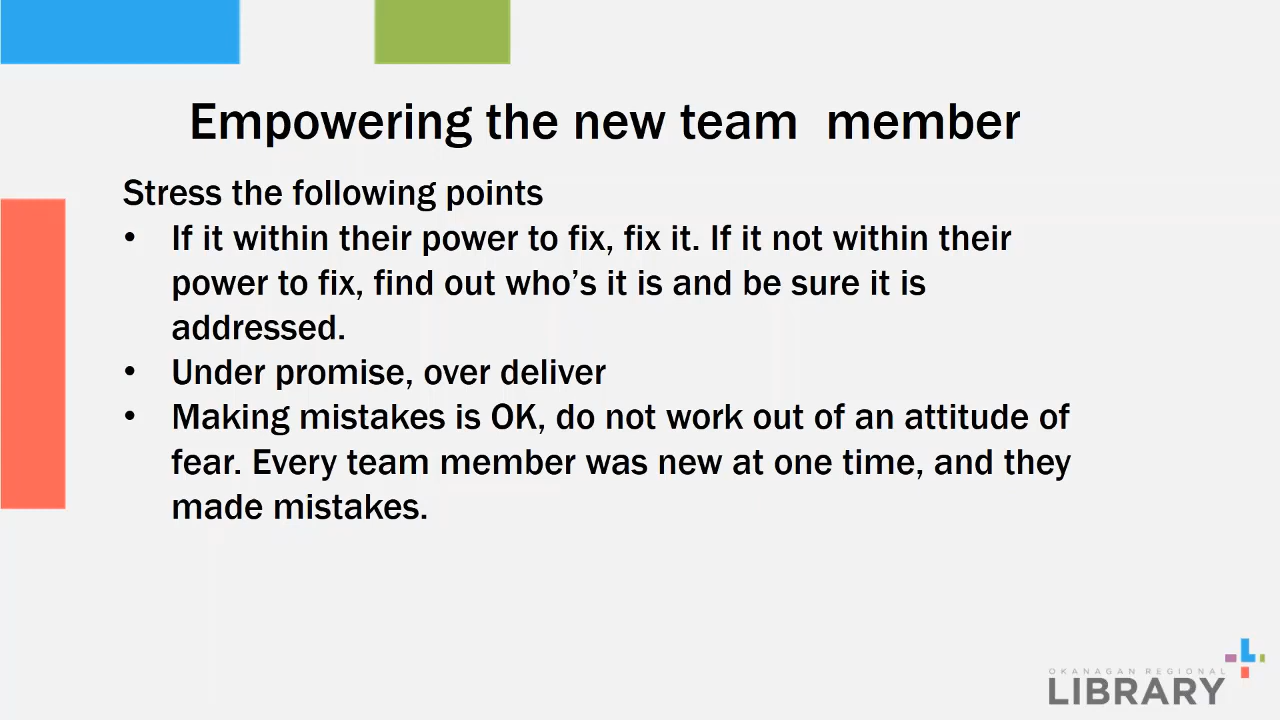 Empowering the new team  member
Stress the following points
• If it within their power to fix, fix it. If it not within their
power to fix, find out who’s it is and be sure it is
addressed.
• Under promise, over deliver
• Making mistakes is OK, do not work out of an attitude of
fear. Every team member was new at one time, and they
made mistakes.
OKANAGAN REGIONAL
LIBRARY